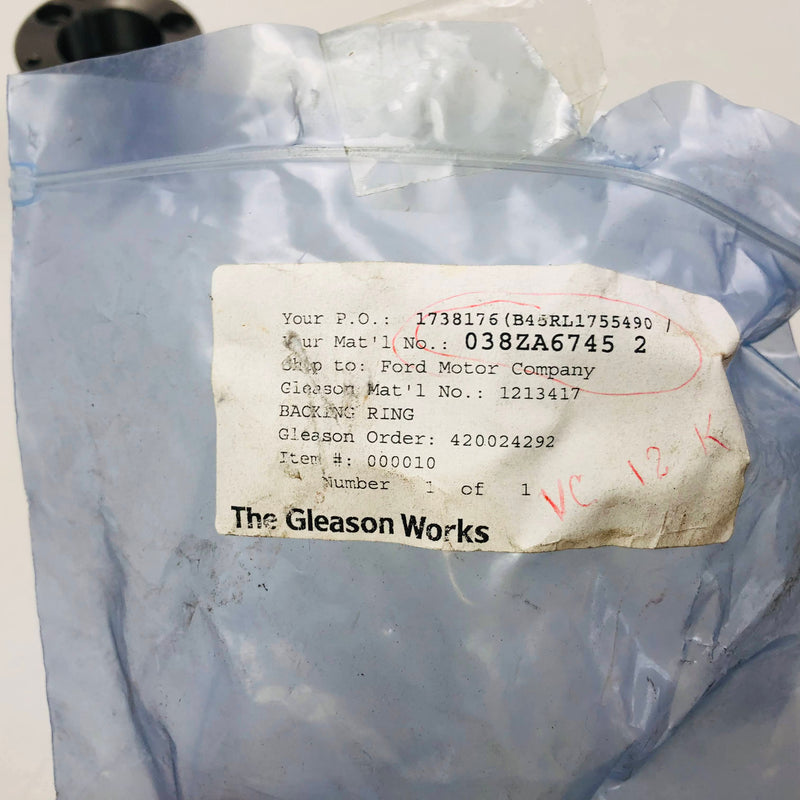 Your P.O.: 1738176(B45RL1755490 )
Your Mat'l No.: 038ZA6745 2
Ship to: Ford Motor Company
Gleason Mat'l No.: 1213417
BACKING RING
Gleason Order: 420024292
Item #: 000010
Number 1 of 1
VC 12 K
The Gleason Works